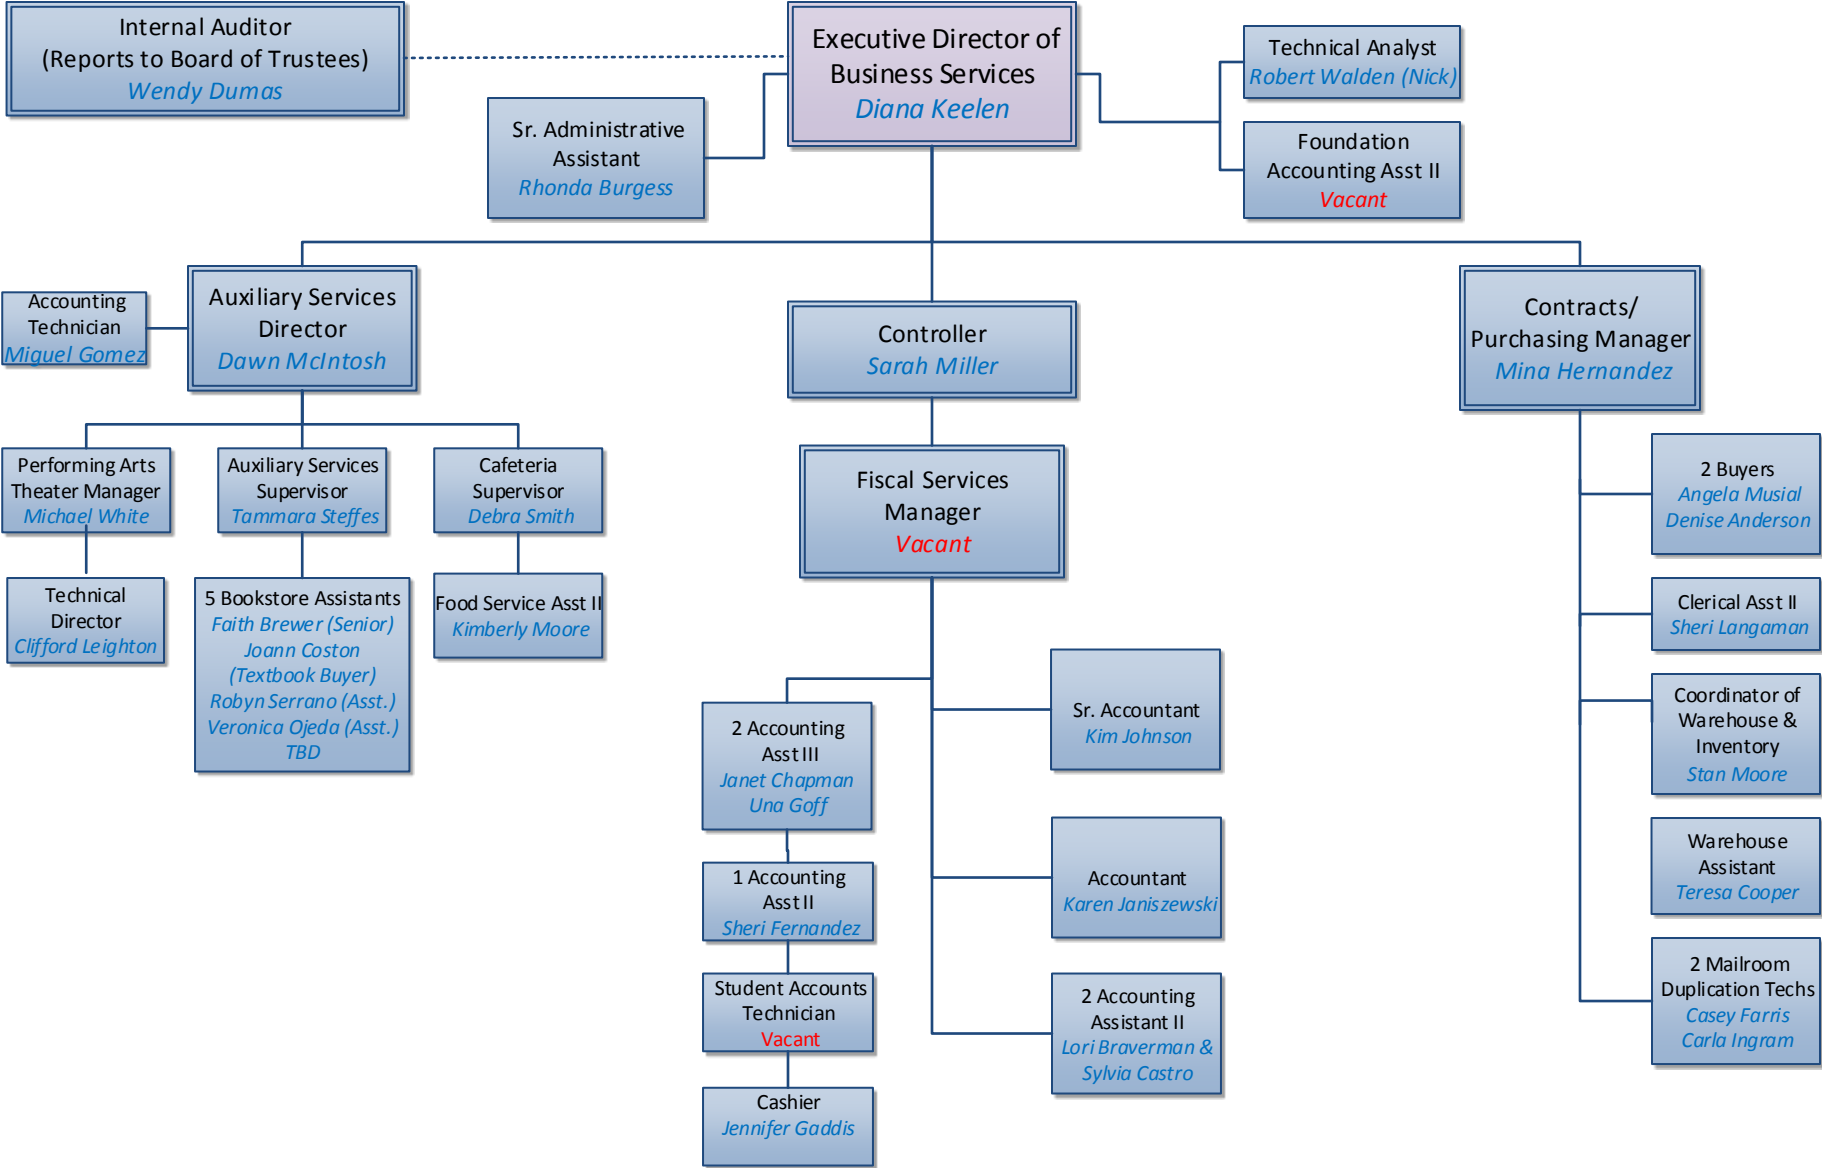 Internal Auditor
(Reports to Board of Trustees)
Wendy Dumas
Executive Director of
Business Services
Diana Keelen
Technical Analyst
Robert Walden (Nick)
Sr. Administrative
Assistant
Rhonda Burgess
Foundation
Accounting Asst II
Vacant
Accounting
Technician
Miguel Gomez
Auxiliary Services
Director
Dawn McIntosh
Controller
Sarah Miller
Contracts/
Purchasing Manager
Mina Hernandez
Performing Arts
Theater Manager
Michael White
Auxiliary Services
Supervisor
Tammara Steffes
Cafeteria
Supervisor
Debra Smith
Fiscal Services
Manager
Vacant
2 Buyers
Angela Musial
Denise Anderson
Technical
Director
Clifford Leighton
5 Bookstore Assistants
Faith Brewer (Senior)
Joann Coston
(Textbook Buyer)
Robyn Serrano (Asst.)
Veronica Ojeda (Asst.)
TBD
Food Service Asst II
Kimberly Moore
Clerical Asst II
Sheri Langaman
2 Accounting
Asst III
Janet Chapman
Una Goff
Sr. Accountant
Kim Johnson
Coordinator of
Warehouse &
Inventory
Stan Moore
1 Accounting
Asst II
Sheri Fernandez
Accountant
Karen Janiszewski
Warehouse
Assistant
Teresa Cooper
Student Accounts
Technician
Vacant
2 Accounting
Assistant II
Lori Braverman &
Sylvia Castro
2 Mailroom
Duplication Techs
Casey Farris
Carla Ingram
Cashier
Jennifer Gaddis